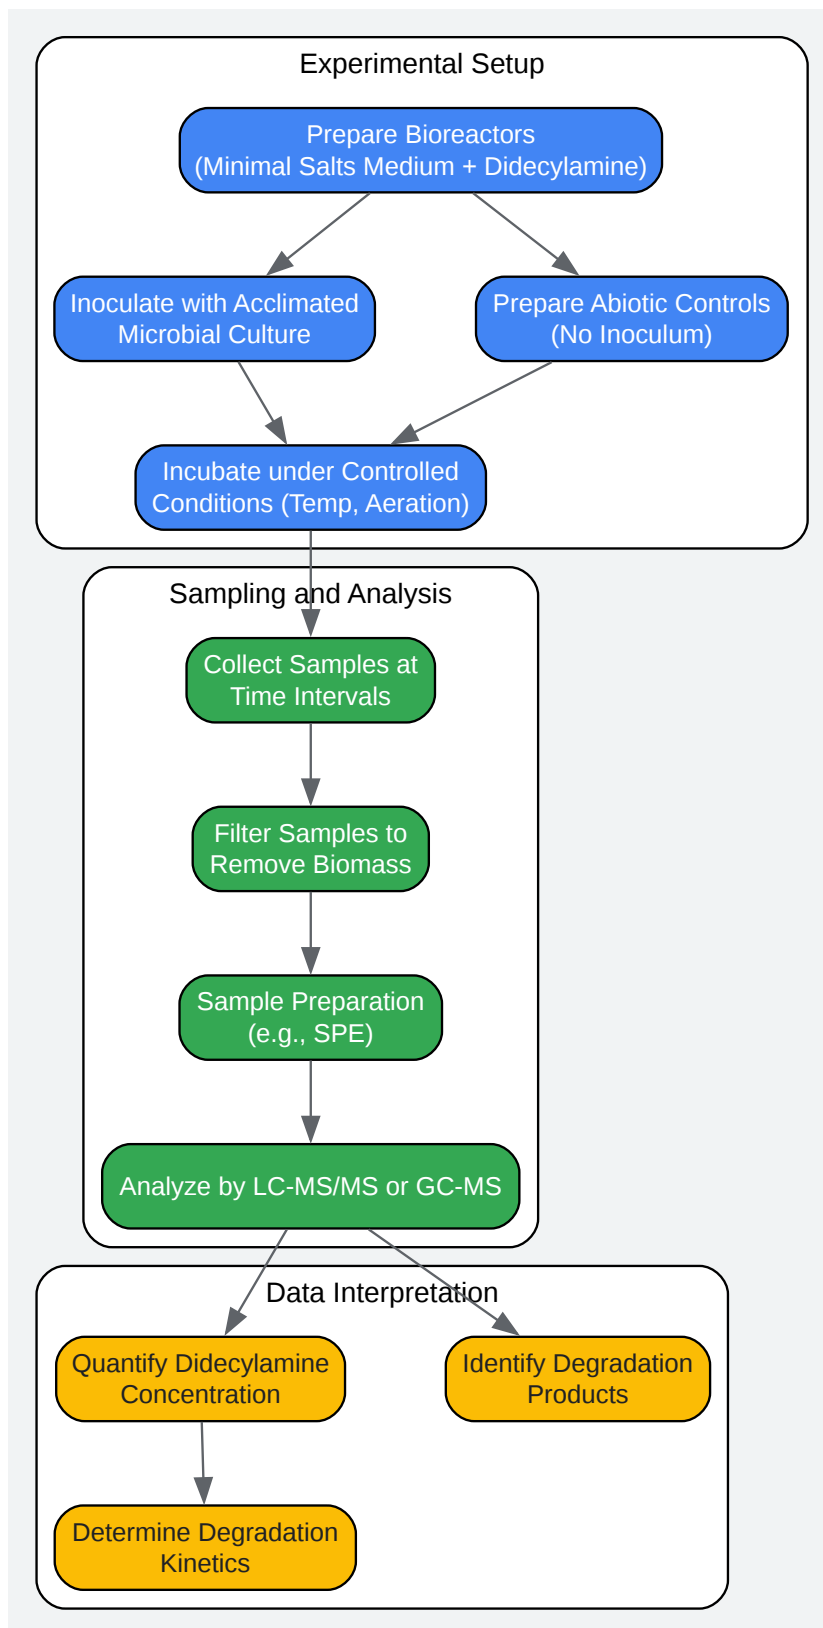 Experimental Setup
Prepare Bioreactors
(Minimal Salts Medium + Didecylamine)
Inoculate with Acclimated
Microbial Culture
Prepare Abiotic Controls
(No Inoculum)
Incubate under Controlled
Conditions (Temp, Aeration)
Sampling and Analysis
Collect Samples at
Time Intervals
Filter Samples to
Remove Biomass
Sample Preparation
(e.g., SPE)
Analyze by LC-MS/MS or GC-MS
Data Interpretation
Quantify Didecylamine
Concentration
Identify Degradation
Products
Determine Degradation
Kinetics